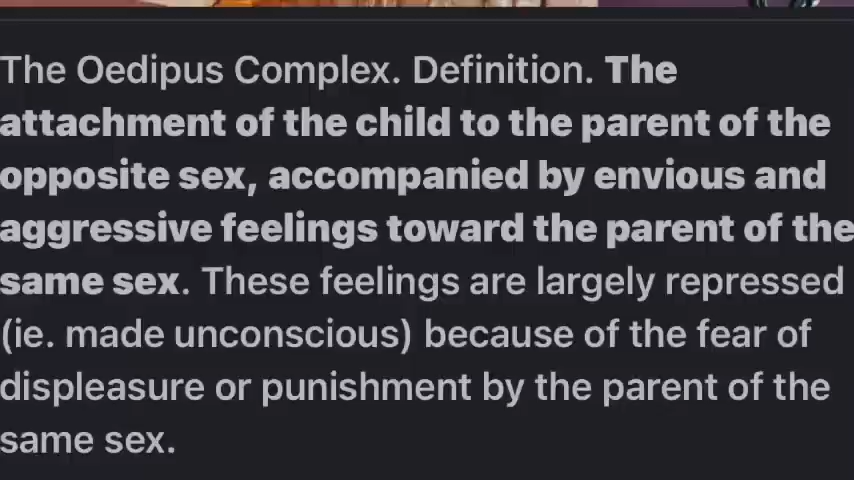 The Oedipus Complex. Definition. The
attachment of the child to the parent of the
opposite sex, accompanied by envious and
aggressive feelings toward the parent of the
same sex. These feelings are largely repressed
(ie. made unconscious) because of the fear of
displeasure or punishment by the parent of the
same sex.